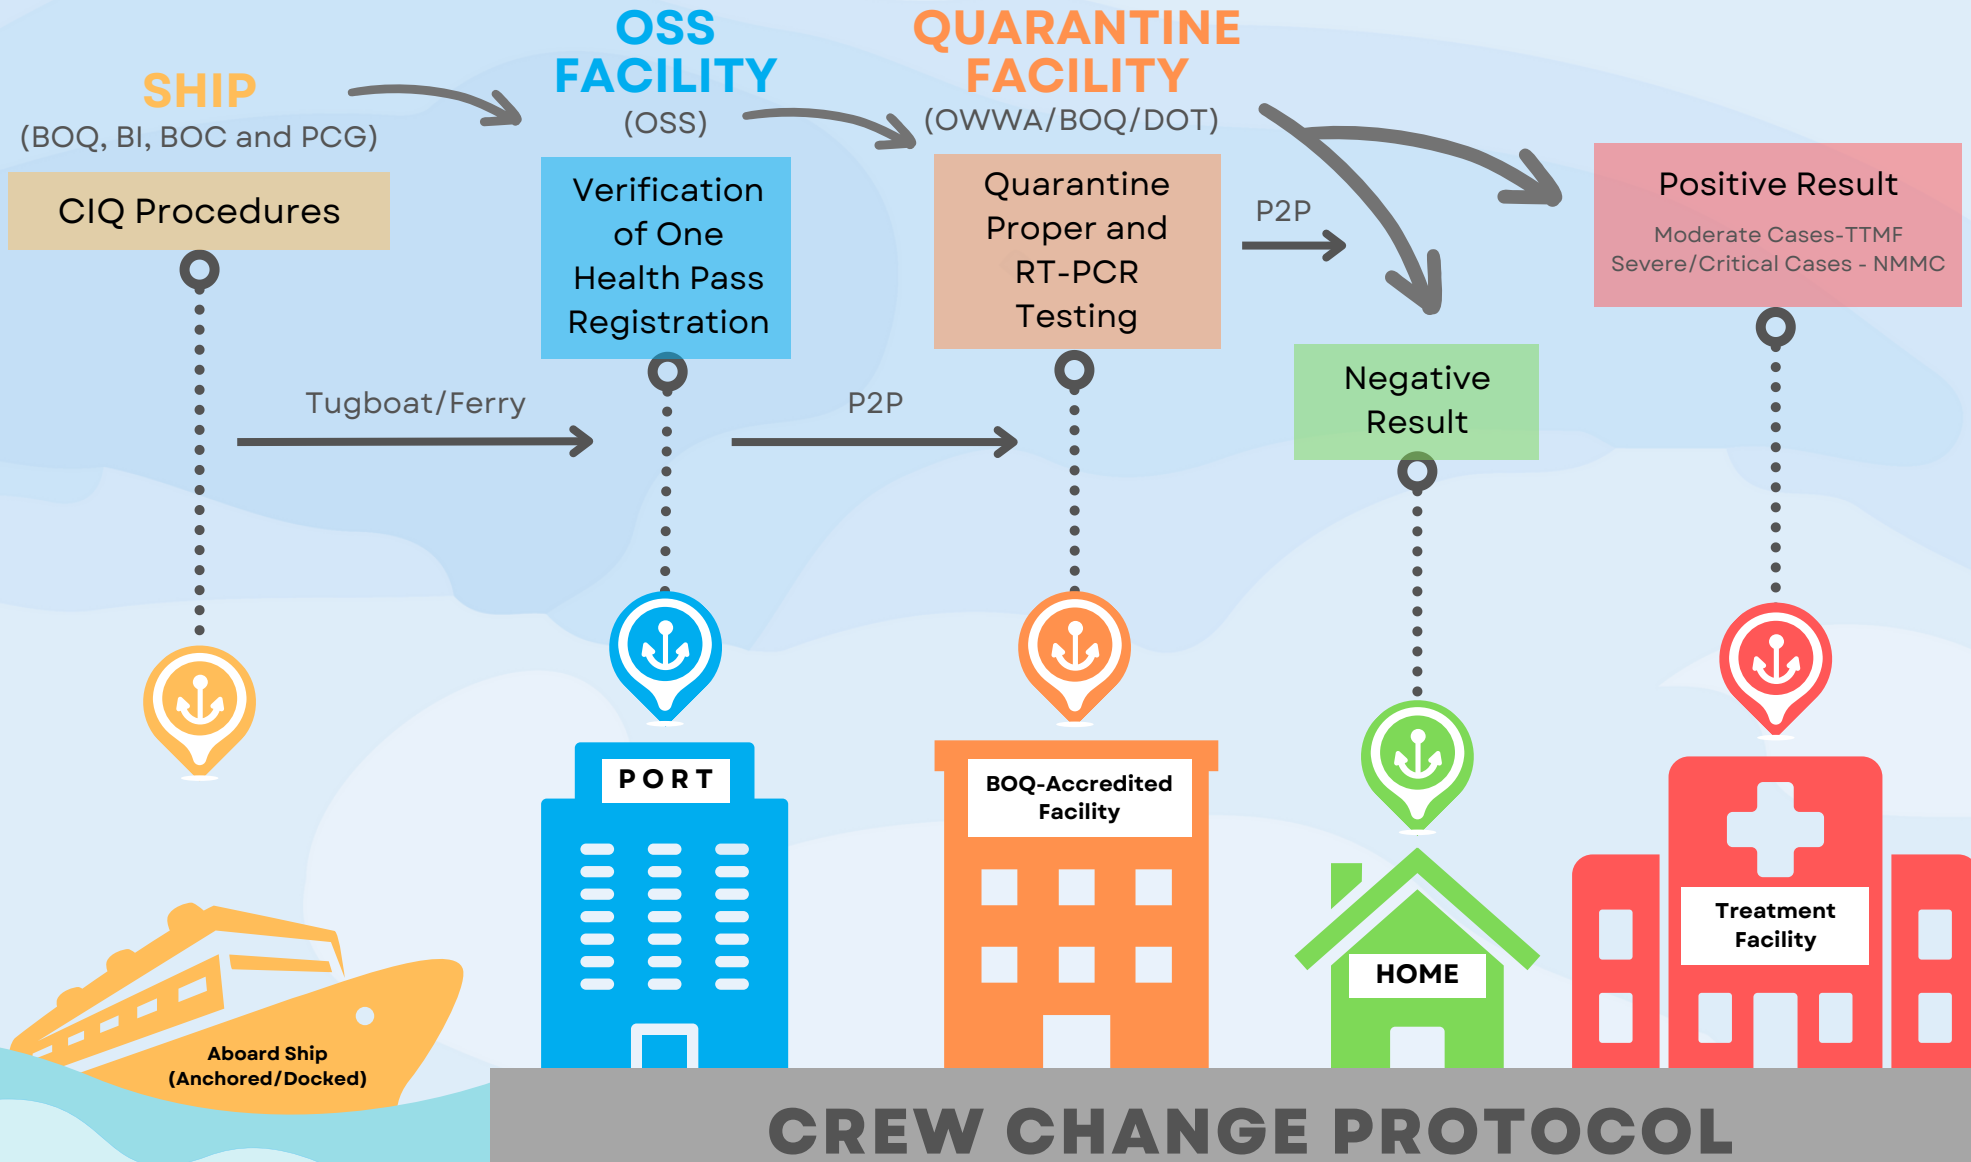 SHIP
(BOQ, BI, BOC and PCG)
CIQ Procedures
Tugboat/Ferry
OSS
FACILITY
(OSS)
Verification
of One
Health Pass
Registration
P2P
QUARANTINE
FACILITY
(OWWA/BOQ/DOT)
Quarantine
Proper and
RT-PCR
Testing
P2P
Negative
Result
Positive Result
Moderate Cases-TTMF
Severe/Critical Cases - NMMC
Aboard Ship
(Anchored/Docked)
PORT
BOQ-Accredited
Facility
HOME
Treatment
Facility
CREW CHANGE PROTOCOL